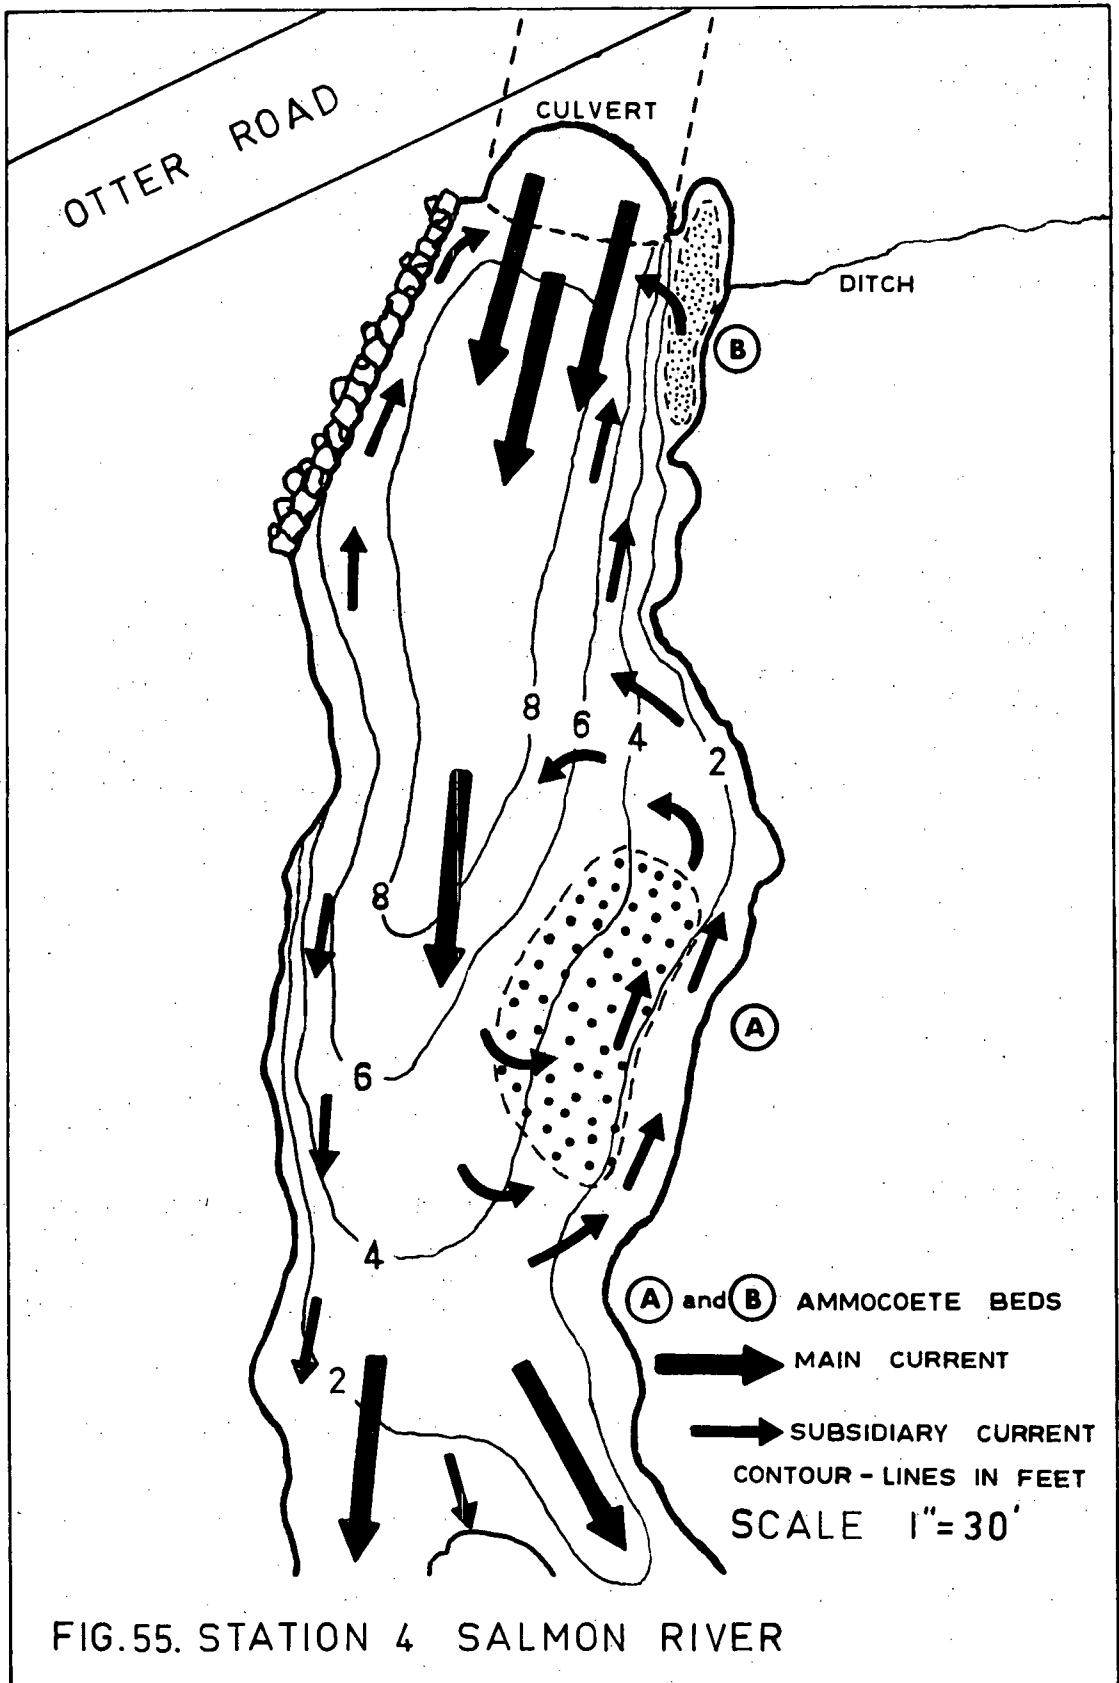 OTTER ROAD
CULVERT
DITCH
B
8
6
4
2
8
A
6
4
A and B AMMOCOETE BEDS
MAIN CURRENT
2
SUBSIDIARY CURRENT
CONTOUR - LINES IN FEET
SCALE 1"=30'
FIG.55. STATION 4 SALMON RIVER